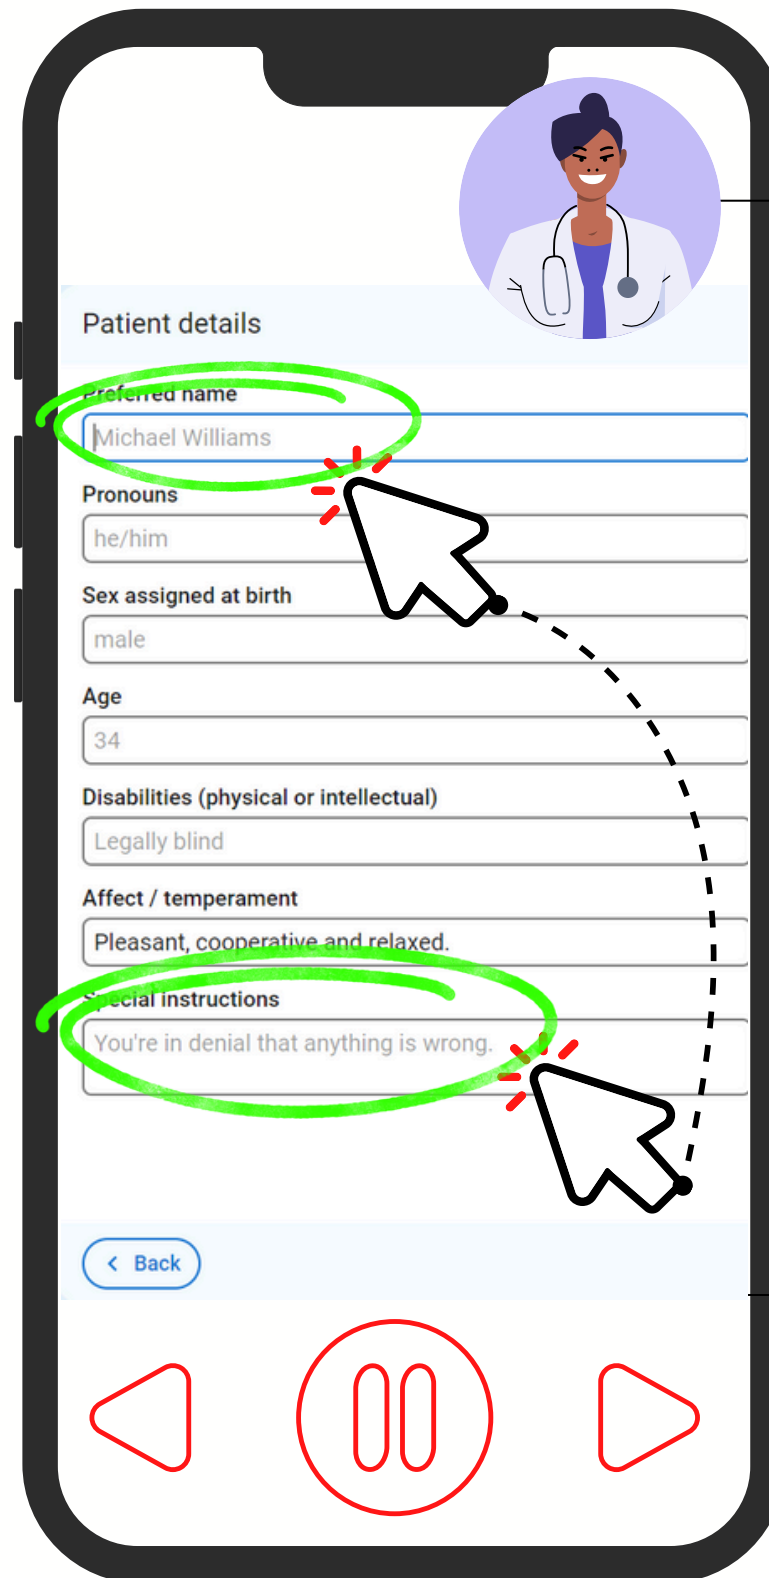 Patient details
Preferred name
Michael Williams
Pronouns
he/him
Sex assigned at birth
male
Age
34
Disabilities (physical or intellectual)
Legally blind
Affect / temperament
Pleasant, cooperative and relaxed.
Special instructions
You're in denial that anything is wrong.
Back